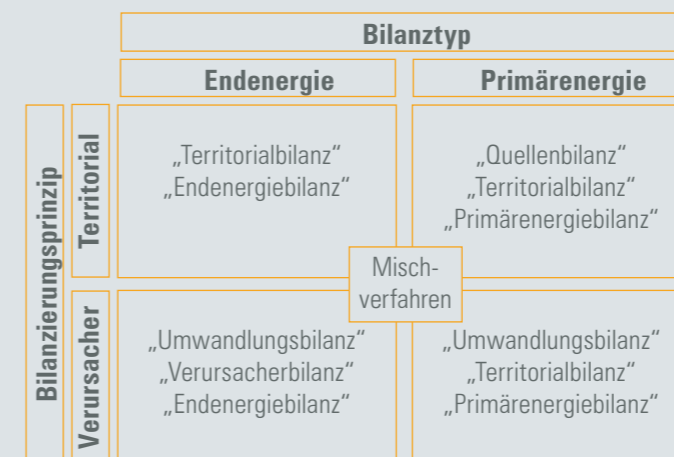 Bilanztyp
Endenergie
Primärenergie
Bilanzierungsprinzip
Territorial
„Territorialbilanz“
„Endenergiebilanz“
„Quellenbilanz“
„Territorialbilanz“
„Primärenergiebilanz“
Misch-
verfahren
Verursacher
„Umwandlungsbilanz“
„Verursacherbilanz“
„Endenergiebilanz“
„Umwandlungsbilanz“
„Territorialbilanz“
„Primärenergiebilanz“